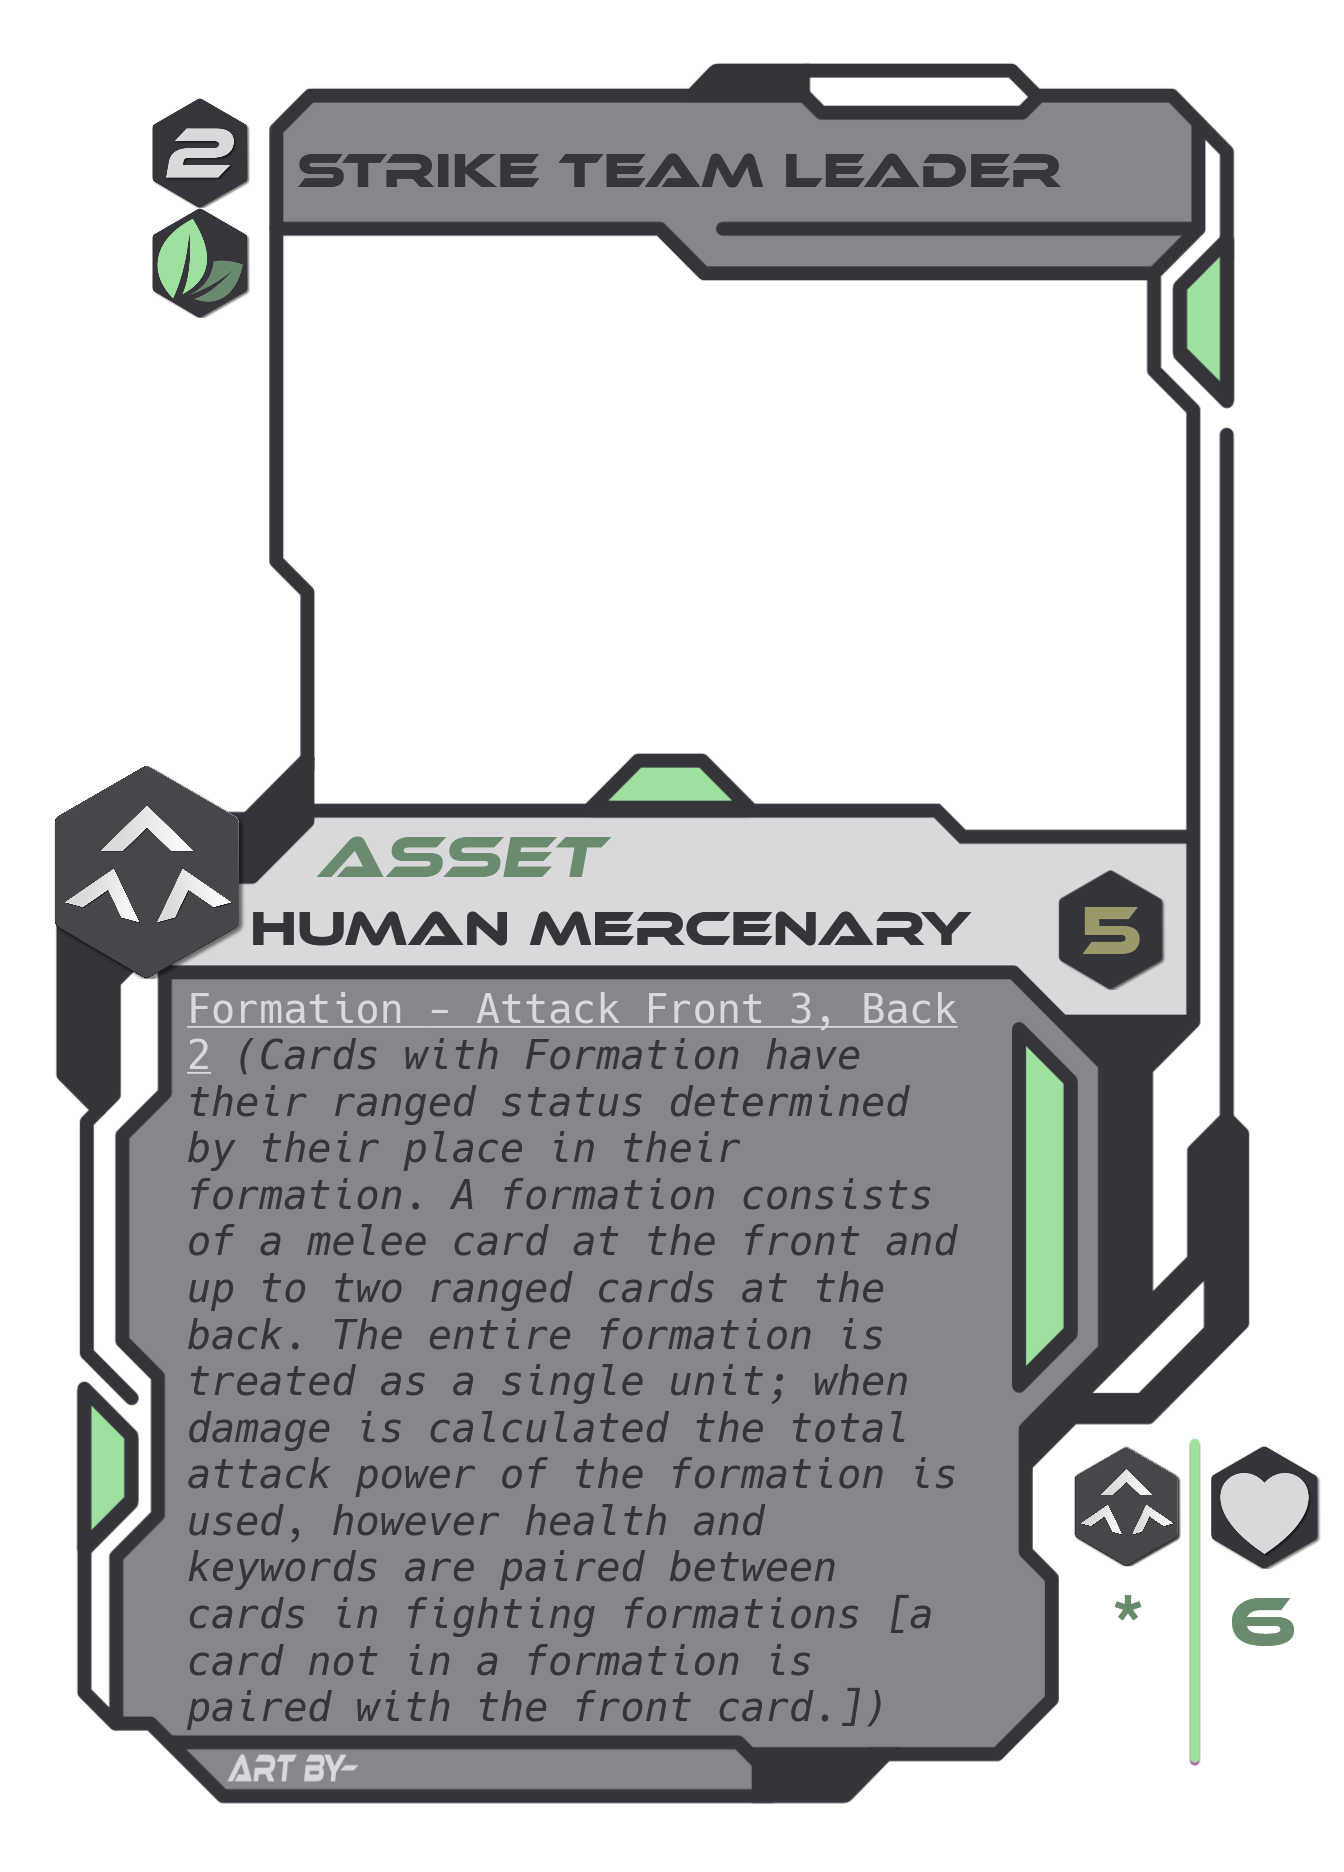 2
STRIKE TEAM LEADER
ASSET
HUMAN MERCENARY
5
Formation – Attack Front 3, Back
2 (Cards with Formation have
their ranged status determined
by their place in their
formation. A formation consists
of a melee card at the front and
up to two ranged cards at the
back. The entire formation is
treated as a single unit; when
damage is calculated the total
attack power of the formation is
used, however health and
keywords are paired between
cards in fighting formations [a
card not in a formation is
paired with the front card.])
* 6
ART BY-